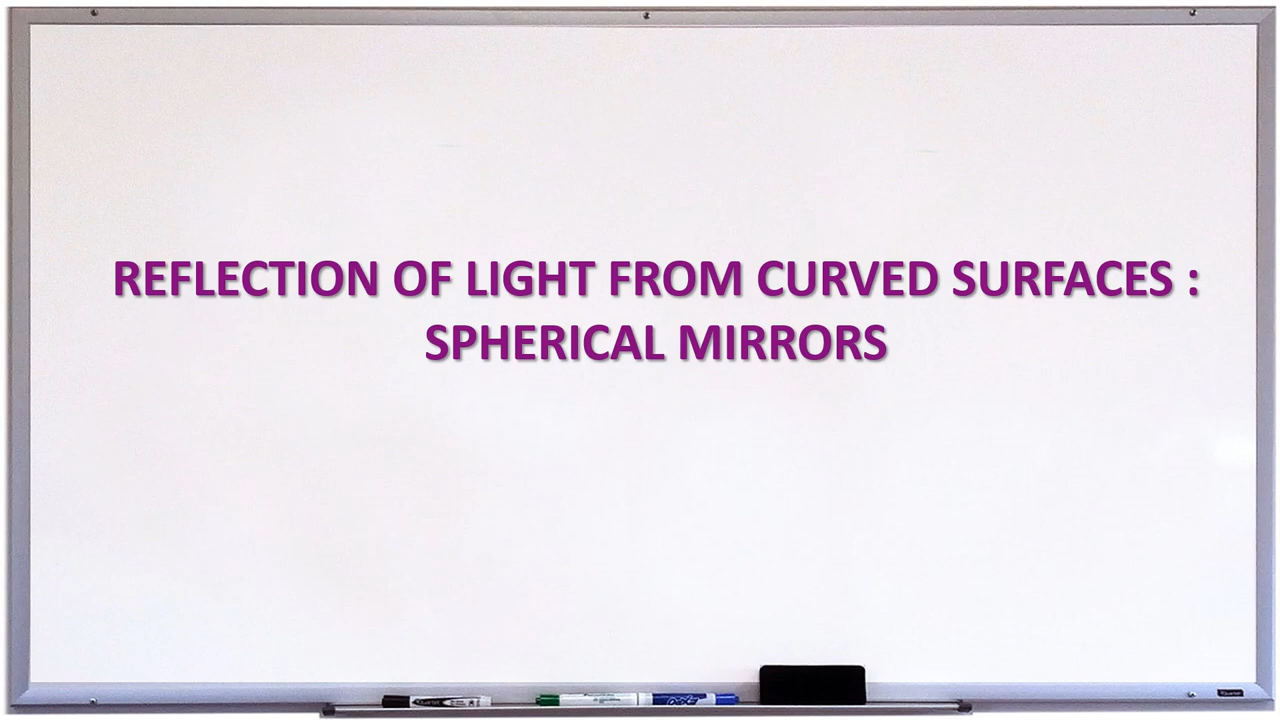 REFLECTION OF LIGHT FROM CURVED SURFACES :
SPHERICAL MIRRORS